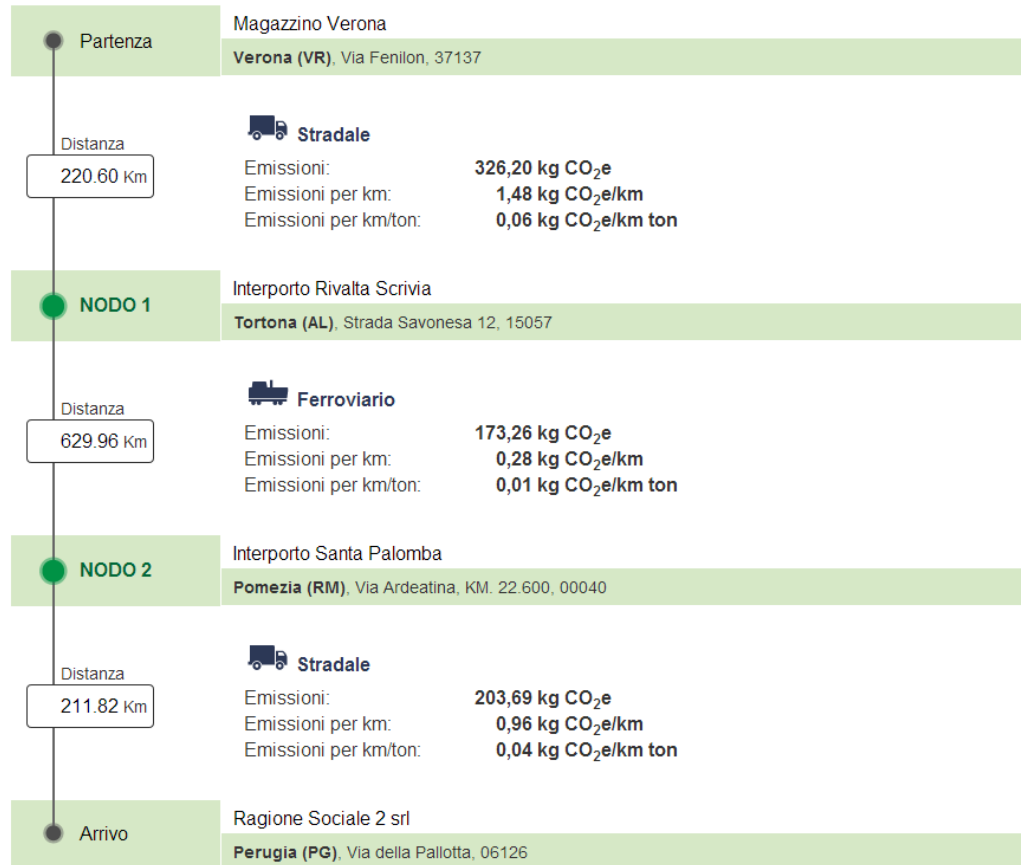 Partenza
Magazzino Verona
Verona (VR), Via Fenilon, 37137
Distanza
220.60 Km
Stradale
Emissioni: 326,20 kg CO₂e
Emissioni per km: 1,48 kg CO₂e/km
Emissioni per km/ton: 0,06 kg CO₂e/km ton
NODO 1
Interporto Rivalta Scrivia
Tortona (AL), Strada Savonesa 12, 15057
Distanza
629.96 Km
Ferroviario
Emissioni: 173,26 kg CO₂e
Emissioni per km: 0,28 kg CO₂e/km
Emissioni per km/ton: 0,01 kg CO₂e/km ton
NODO 2
Interporto Santa Palomba
Pomezia (RM), Via Ardeatina, KM. 22.600, 00040
Distanza
211.82 Km
Stradale
Emissioni: 203,69 kg CO₂e
Emissioni per km: 0,96 kg CO₂e/km
Emissioni per km/ton: 0,04 kg CO₂e/km ton
Arrivo
Ragione Sociale 2 srl
Perugia (PG), Via della Pallotta, 06126